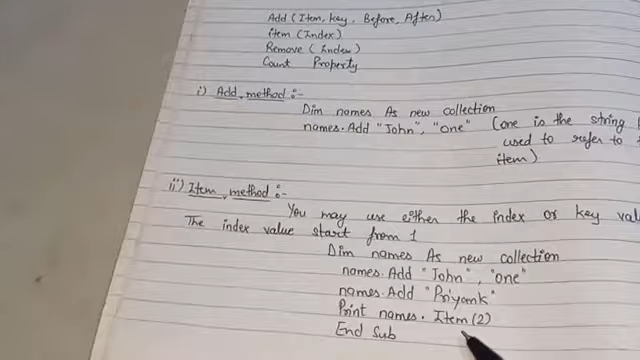 Add (Item, key, Before, After)
item (Index)
Remove (Index)
Count Property
i) Add method :-
Dim names As new collection
names.Add "John", "one" (one is the string
used to refer to
item)
ii) Item method :-
You may use either the index or key
The index value start from 1
Dim names As new collection
names.Add "John", "one"
names.Add "Priyank"
Print names. Item (2)
End Sub